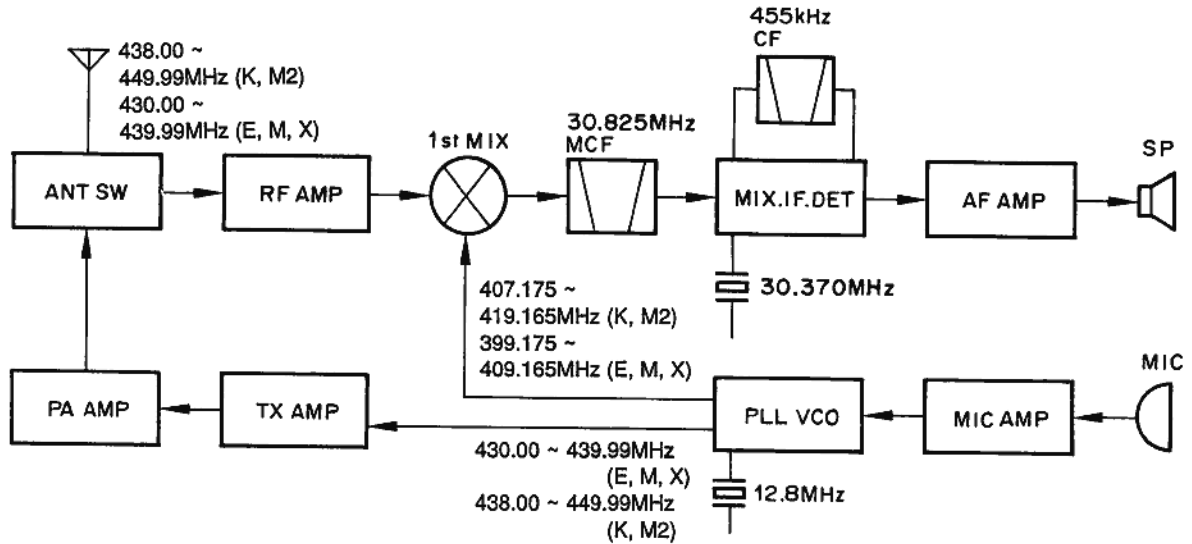 438.00 ~
449.99MHz (K, M2)
430.00 ~
439.99MHz (E, M, X)
455kHz
CF
1st MIX
30.825MHz
MCF
SP
ANT SW
RF AMP
MIX.IF.DET
AF AMP
30.370MHz
407.175 ~
419.165MHz (K, M2)
399.175 ~
409.165MHz (E, M, X)
MIC
PA AMP
TX AMP
PLL VCO
MIC AMP
430.00 ~ 439.99MHz
(E, M, X)
438.00 ~ 449.99MHz
(K, M2)
12.8MHz